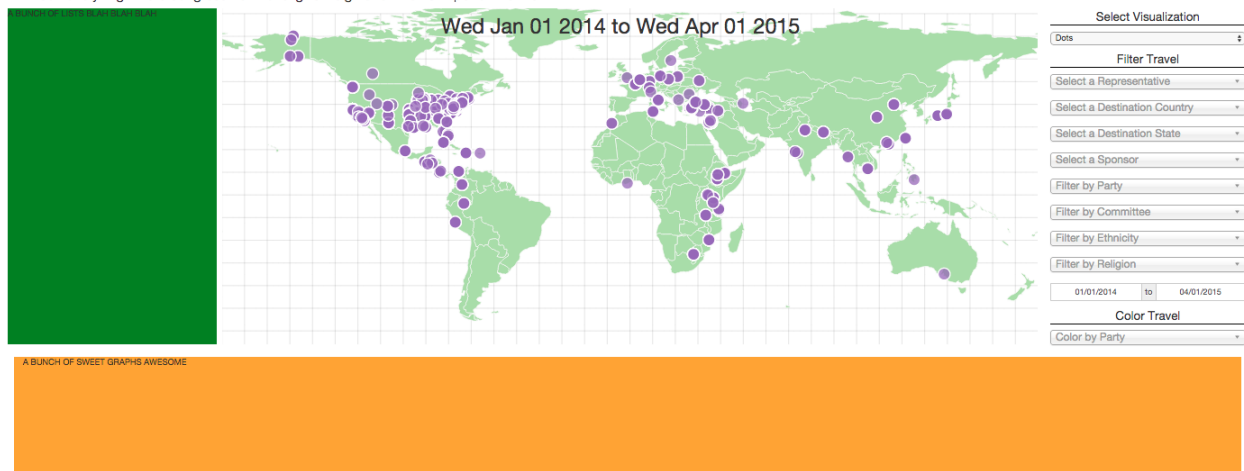 A BUNCH OF LISTS BLAH BLAH BLAH
Wed Jan 01 2014 to Wed Apr 01 2015
Select Visualization
Dots
Filter Travel
Select a Representative
Select a Destination Country
Select a Destination State
Select a Sponsor
Filter by Party
Filter by Committee
Filter by Ethnicity
Filter by Religion
01/01/2014 to 04/01/2015
Color Travel
Color by Party
A BUNCH OF SWEET GRAPHS AWESOME